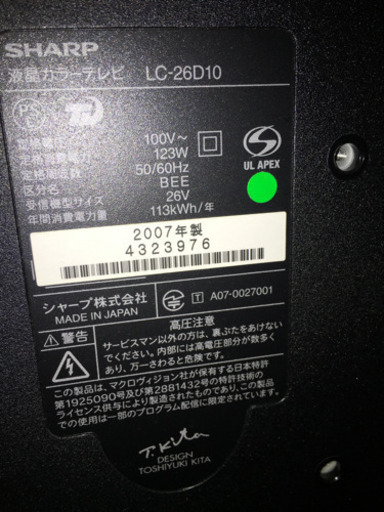 SHARP
液晶カラーテレビ LC-26D10
PS E
定格電圧 100V～
定格消費電力 123W
定格周波数 50/60Hz
区分名 BEE
受信機型サイズ 26V
年間消費電力量 113kWh/年
S
UL APEX
2007年製
4323976
シャープ株式会社
MADE IN JAPAN
T A07-0027001
⚠警告 高圧注意
サービスマン以外の方は、裏ぶたをあけない
でください。内部には高電圧部分が数多く
あり、万一さわると危険です。
この製品は、マクロヴィジョン社が保有する日本特許
第1925090号及び第2881432号の特許技術の
ライセンス供与により製造されており、この製品
での使用は一部のプログラム配信に限定されています。
T. Kita
DESIGN
TOSHIYUKI KITA